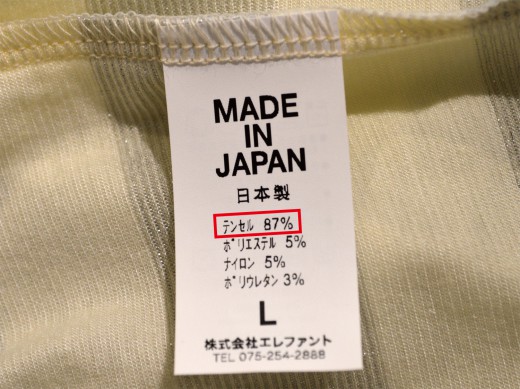 MADE
IN
JAPAN
日本製
テンセル 87%
ポリエステル 5%
ナイロン 5%
ポリウレタン 3%
L
株式会社エレファント
TEL 075-254-2888